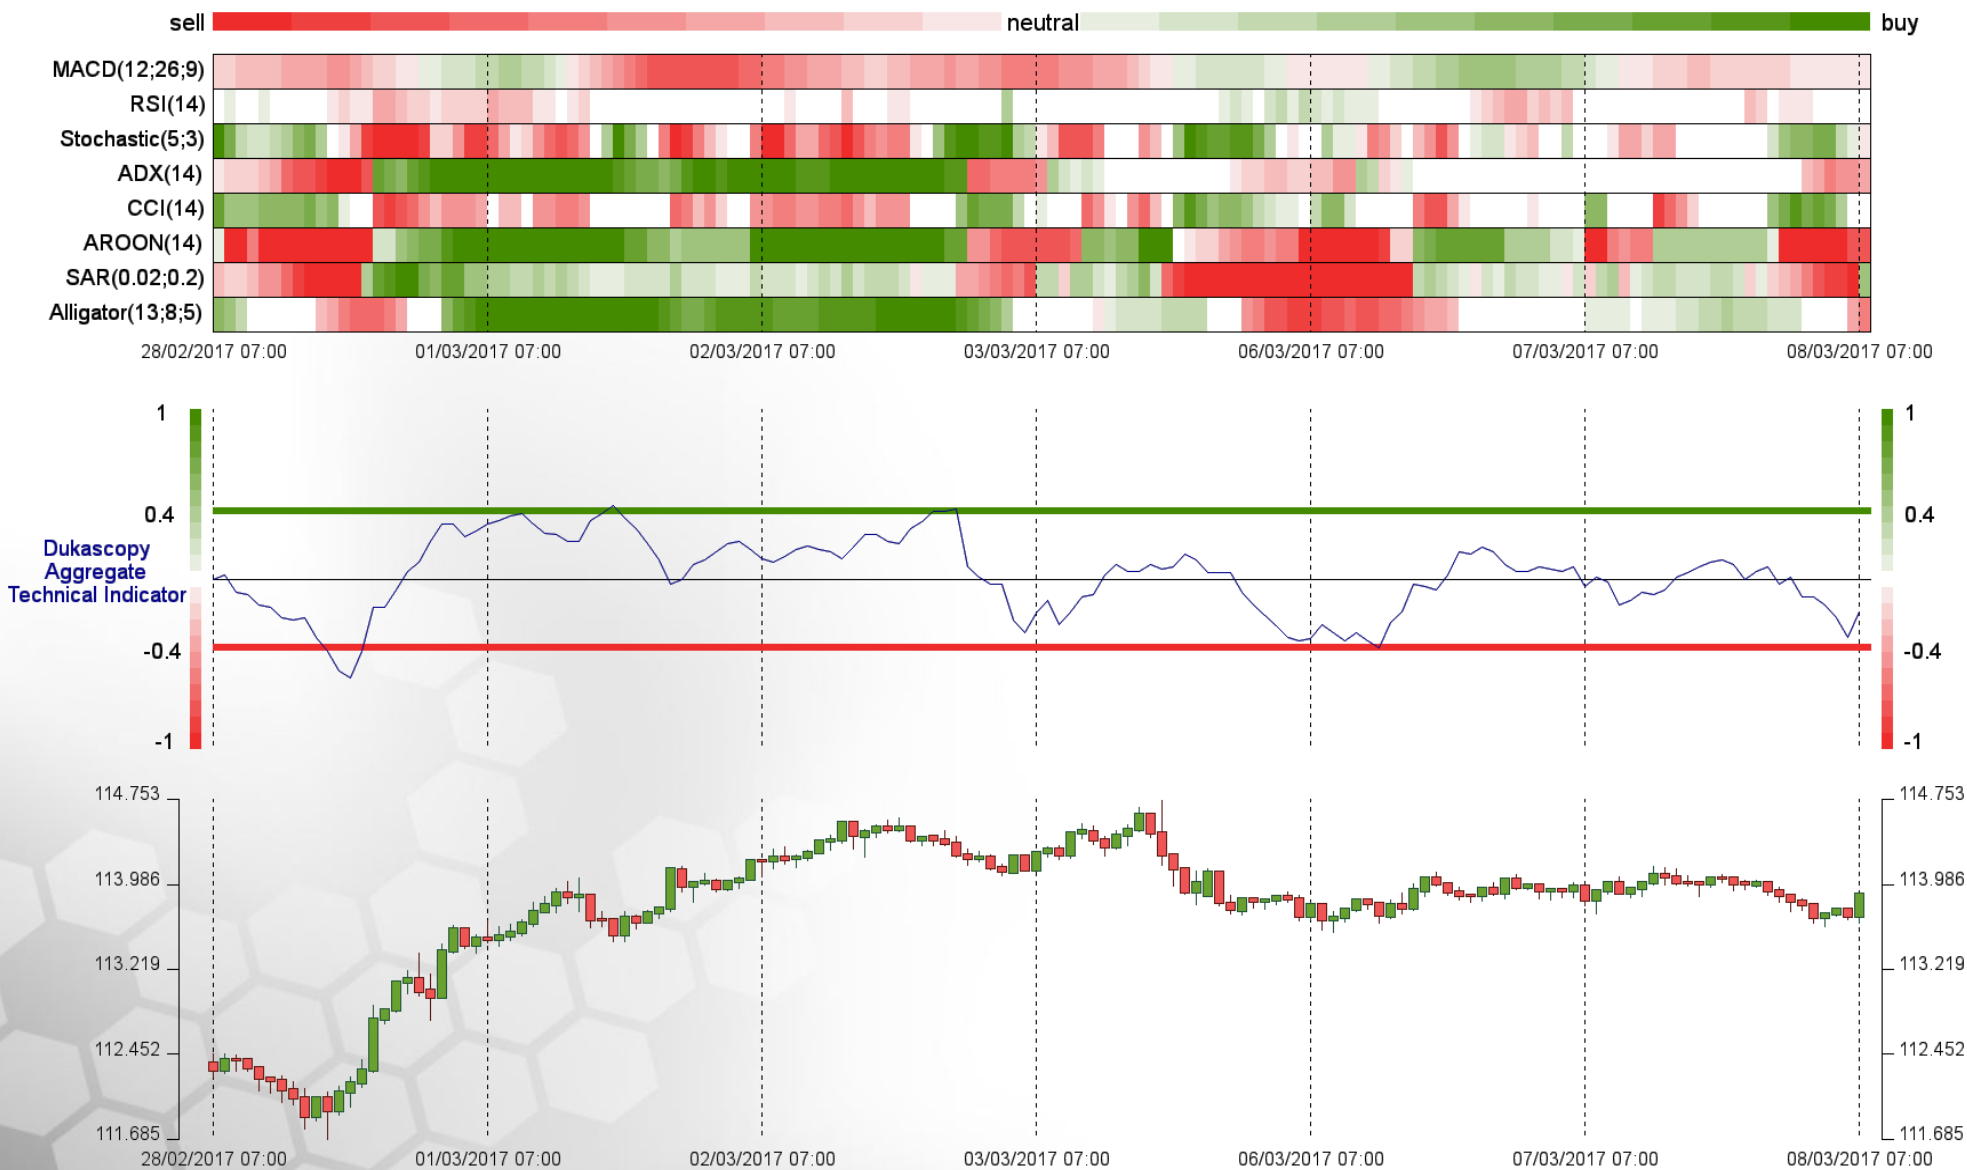 sell neutral buy
MACD(12;26;9)
RSI(14)
Stochastic(5;3)
ADX(14)
CCI(14)
AROON(14)
SAR(0.02;0.2)
Alligator(13;8;5)
28/02/2017 07:00 01/03/2017 07:00 02/03/2017 07:00 03/03/2017 07:00 06/03/2017 07:00 07/03/2017 07:00 08/03/2017 07:00
1 1
0.4 0.4
Dukascopy
Aggregate
Technical Indicator
-0.4 -0.4
-1 -1
114.753 114.753
113.986 113.986
113.219 113.219
112.452 112.452
111.685 111.685
28/02/2017 07:00 01/03/2017 07:00 02/03/2017 07:00 03/03/2017 07:00 06/03/2017 07:00 07/03/2017 07:00 08/03/2017 07:00